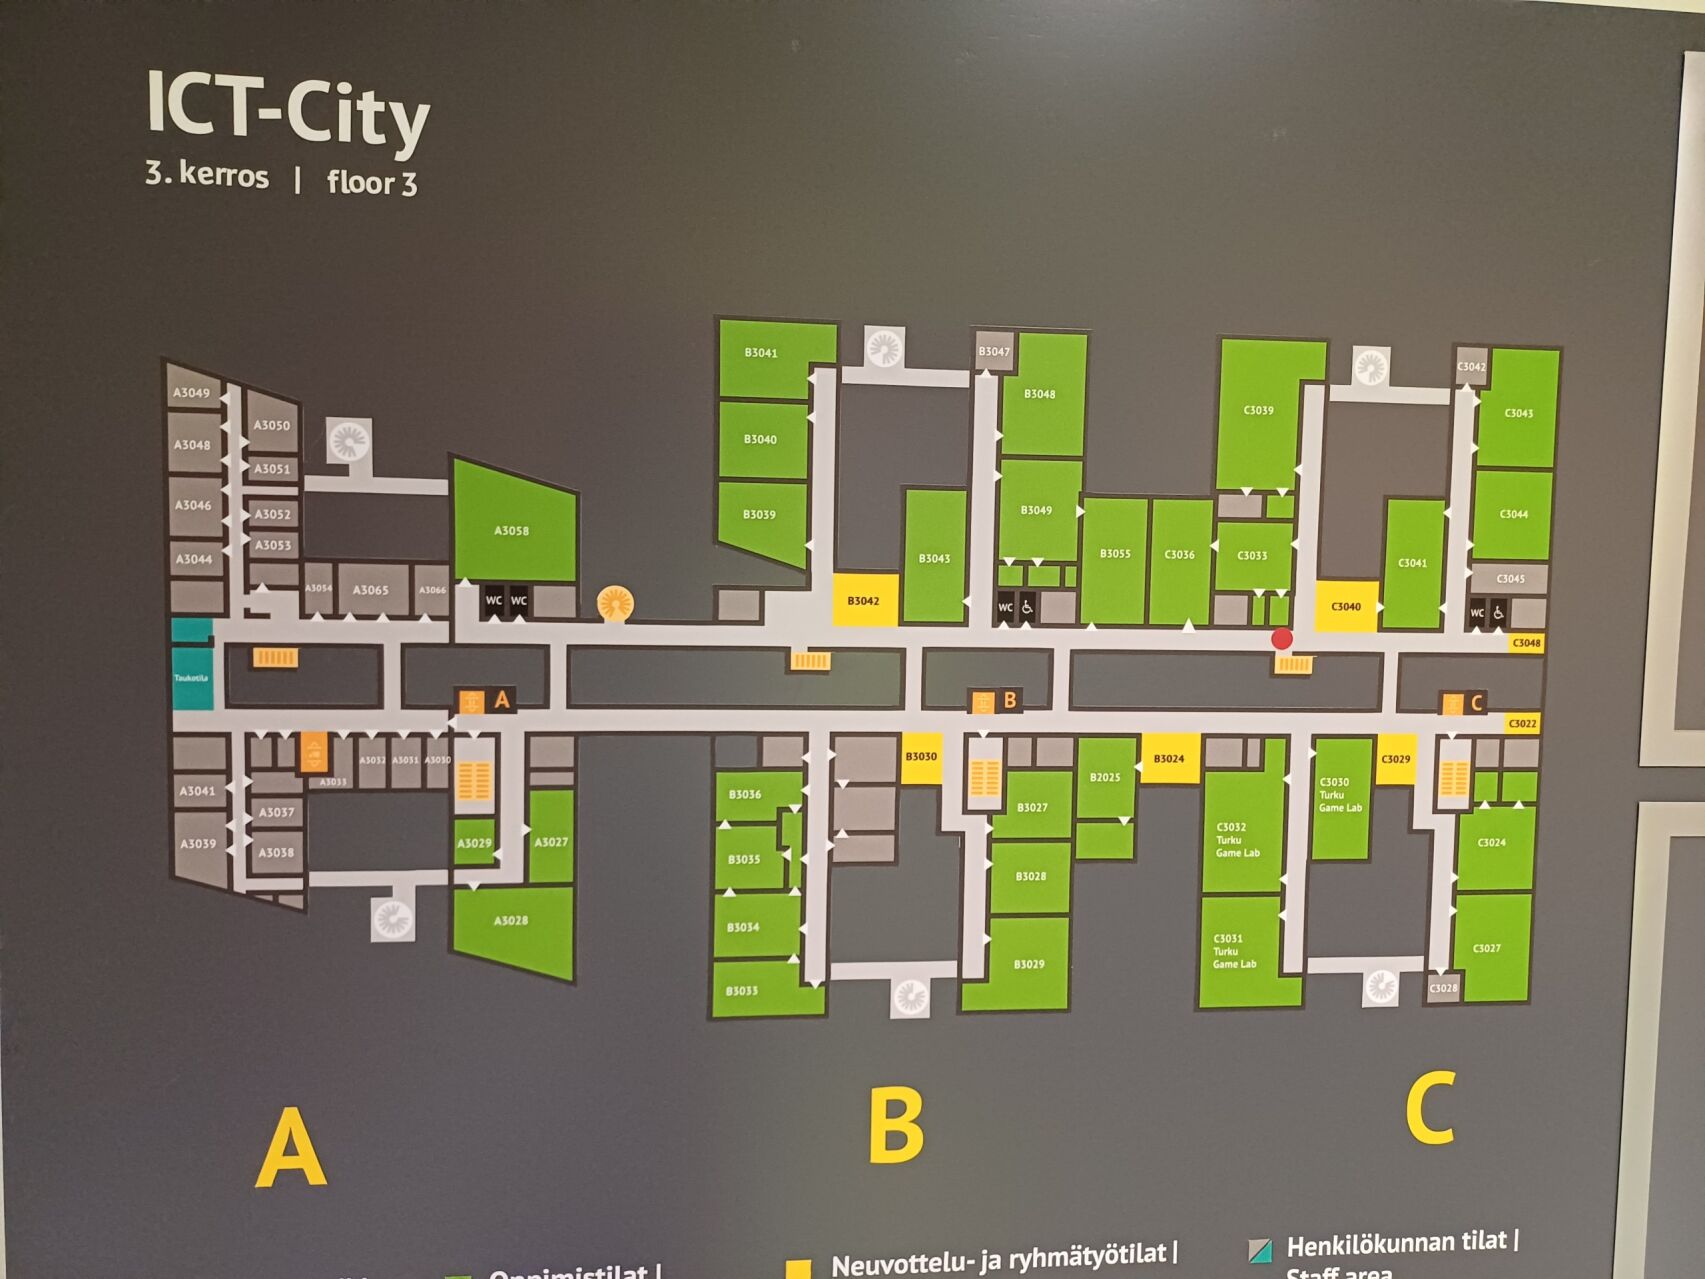 ICT-City
3. kerros | floor 3
A3049
A3050
A3048
A3051
A3046
A3052
A3053
A3044
A3054
A3065
A3066
A3058
WC WC
Taukotila
A
A3032
A3031
A3030
A3033
A3041
A3037
A3039
A3038
A3029
A3027
A3028
B3041
B3047
B3048
B3040
B3039
B3049
B3043
B3042
WC
B3055
B
B3030
B3024
B3036
B2025
B3027
B3035
B3028
B3034
B3029
B3033
C3039
C3042
C3043
C3044
C3036
C3033
C3041
C3045
C3040
WC
C3048
C
C3022
C3029
C3030
Turku
Game Lab
C3032
Turku
Game Lab
C3024
C3031
Turku
Game Lab
C3027
C3028
A
B
C
Oppimistilat |
Neuvottelu- ja ryhmätyötilat |
Henkilökunnan tilat |
Staff area